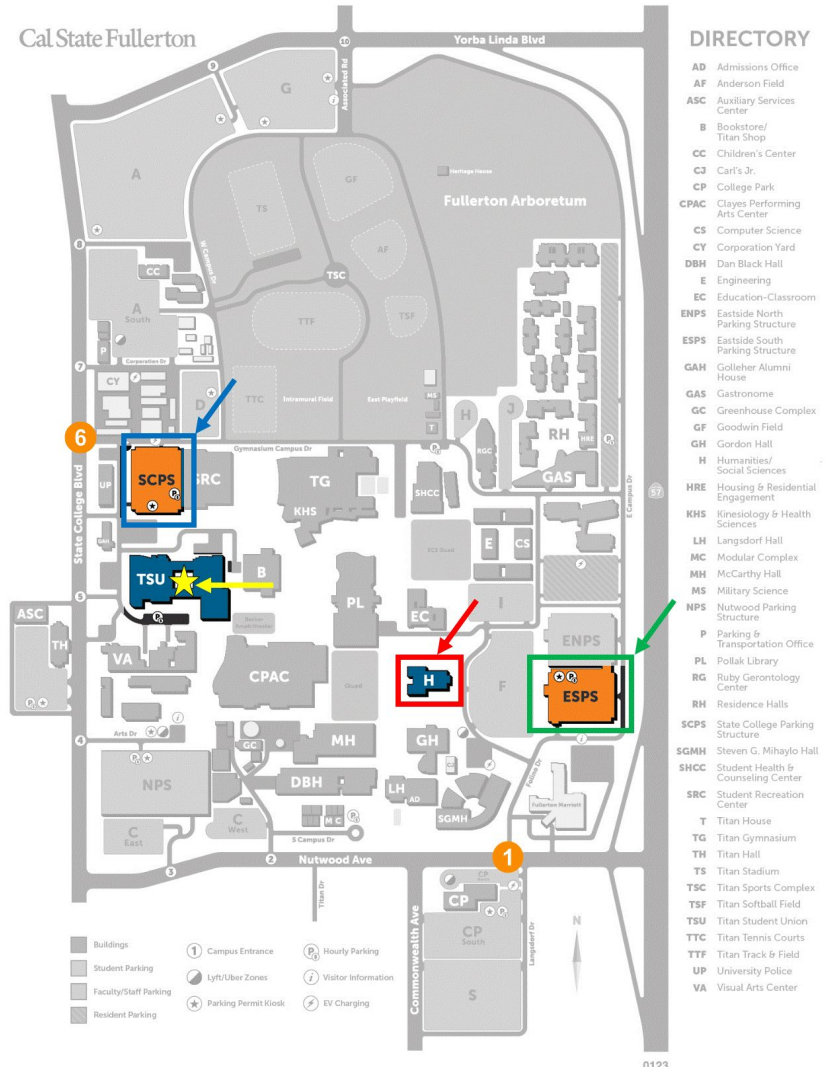 Cal State Fullerton
Yorba Linda Blvd
10
9
G
Associated Rd
A
Heritage House
Fullerton Arboretum
GF
TS
AF
W Campus Dr
8
TSC
CC
A
South
TTF
TSF
P
Corporation Dr
7
CY
D
TTC
Intramural Field
East Playfield
MS
T
H
J
RH
HRE
6
Gymnasium Campus Dr
RGC
GAS
SCPS
SRC
TG
UP
KHS
SHCC
State College Blvd
E Campus Dr
57
GAH
ECS Quad
E
CS
TSU
B
5
PL
I
ASC
EC
TH
Becker
Amphitheater
ENPS
VA
CPAC
Quad
H
F
ESPS
Arts Dr
4
GC
MH
GH
NPS
DBH
CJ
Folino Dr
LH
AD
Fullerton Marriott
C
East
C
West
M C
SGMH
S Campus Dr
1
3
2
Nutwood Ave
Titan Dr
CP
CP
South
Commonwealth Ave
Langsdorf Dr
S
N
Buildings
Student Parking
Faculty/Staff Parking
Resident Parking
1 Campus Entrance
Lyft/Uber Zones
Parking Permit Kiosk
Hourly Parking
i Visitor Information
EV Charging
DIRECTORY
AD Admissions Office
AF Anderson Field
ASC Auxiliary Services
Center
B Bookstore/
Titan Shop
CC Children's Center
CJ Carl's Jr.
CP College Park
CPAC Clayes Performing
Arts Center
CS Computer Science
CY Corporation Yard
DBH Dan Black Hall
E Engineering
EC Education-Classroom
ENPS Eastside North
Parking Structure
ESPS Eastside South
Parking Structure
GAH Golleher Alumni
House
GAS Gastronome
GC Greenhouse Complex
GF Goodwin Field
GH Gordon Hall
H Humanities/
Social Sciences
HRE Housing & Residential
Engagement
KHS Kinesiology & Health
Sciences
LH Langsdorf Hall
MC Modular Complex
MH McCarthy Hall
MS Military Science
NPS Nutwood Parking
Structure
P Parking &
Transportation Office
PL Pollak Library
RG Ruby Gerontology
Center
RH Residence Halls
SCPS State College Parking
Structure
SGMH Steven G. Mihaylo Hall
SHCC Student Health &
Counseling Center
SRC Student Recreation
Center
T Titan House
TG Titan Gymnasium
TH Titan Hall
TS Titan Stadium
TSC Titan Sports Complex
TSF Titan Softball Field
TSU Titan Student Union
TTC Titan Tennis Courts
TTF Titan Track & Field
UP University Police
VA Visual Arts Center
0123